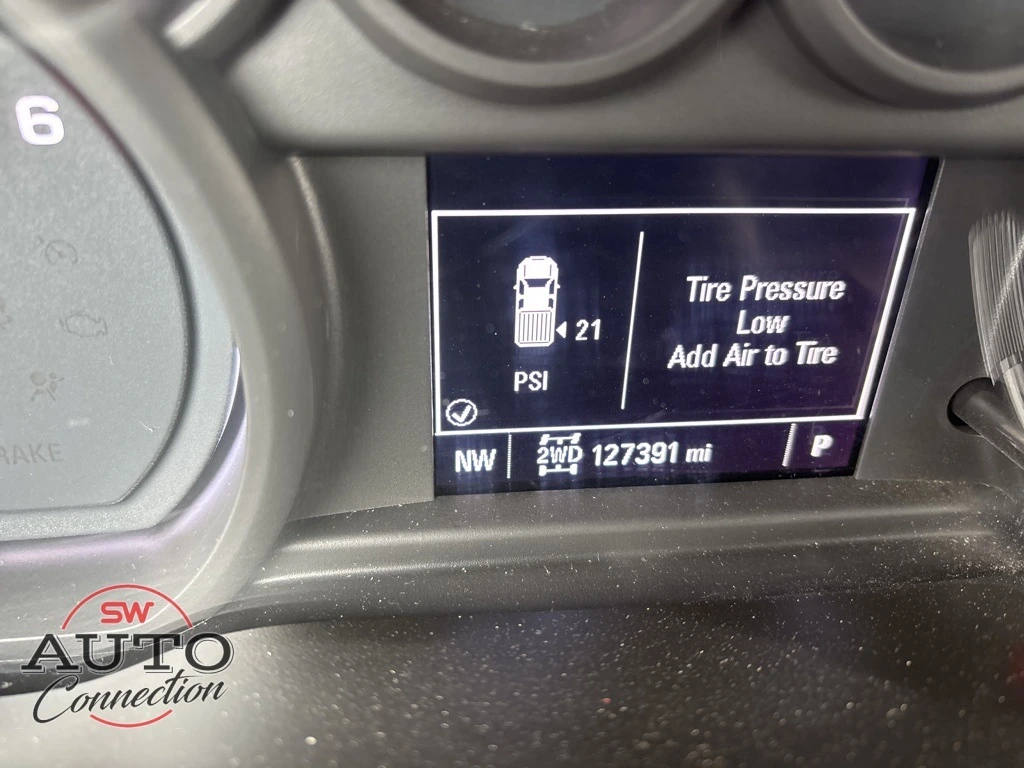 6
◄ 21
PSI
Tire Pressure
Low
Add Air to Tire
NW
2WD
127391 mi
P
RAKE
SW
AUTO
Connection